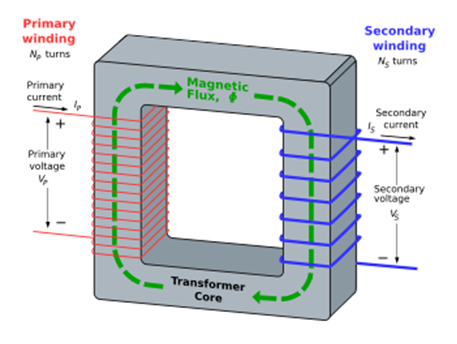 Primary
winding
Nₚ turns
Primary
current
Iₚ
+
Primary
voltage
Vₚ
−
Magnetic
Flux, Φ
Transformer
Core
Secondary
winding
Nₛ turns
Secondary
current
Iₛ
+
Secondary
voltage
Vₛ
−